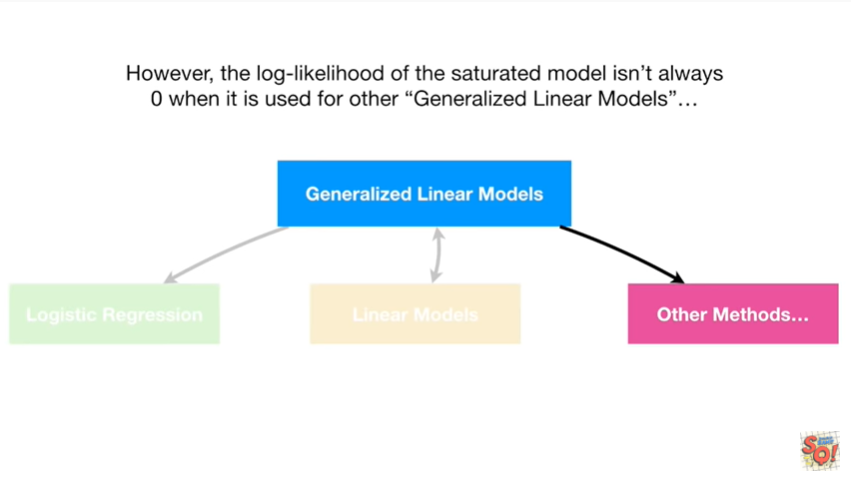 However, the log-likelihood of the saturated model isn’t always
0 when it is used for other “Generalized Linear Models”…
Generalized Linear Models
Logistic Regression
Linear Models
Other Methods…
SQ!